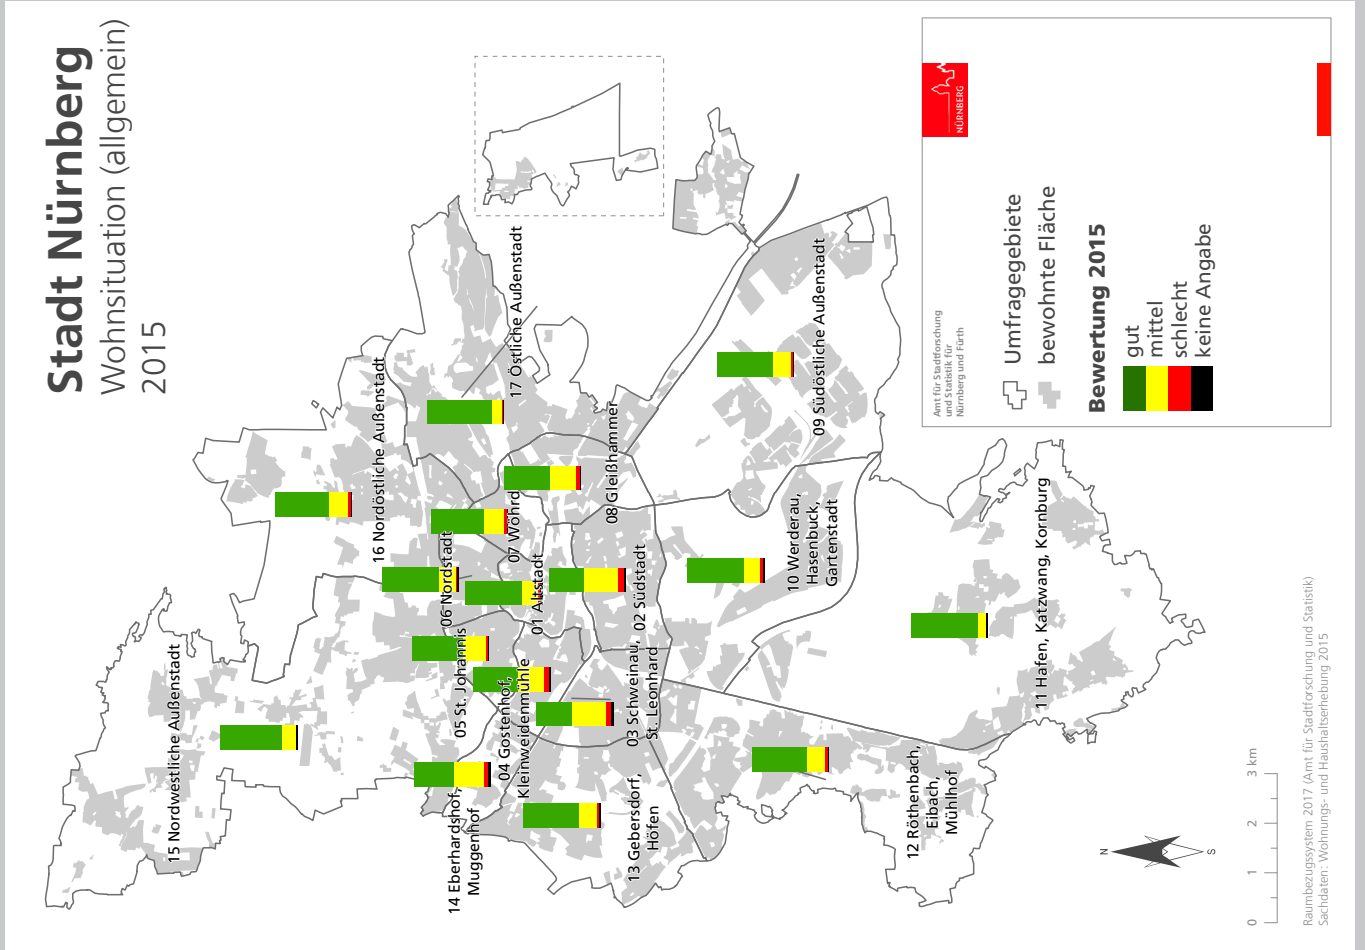 Stadt Nürnberg
Wohnsituation (allgemein)
2015
15 Nordwestliche Außenstadt
16 Nordöstliche Außenstadt
17 Östliche Außenstadt
14 Eberhardshof,
Muggenhof
05 St. Johannis
06 Nordstadt
07 Wöhrd
04 Gostenhof,
Kleinweidenmühle
01 Altstadt
08 Gleißhammer
13 Gebersdorf,
Höfen
03 Schweinau,
St. Leonhard
02 Südstadt
09 Südöstliche Außenstadt
10 Werderau,
Hasenbuck,
Gartenstadt
12 Röthenbach,
Eibach,
Mühlhof
11 Hafen, Katzwang, Kornburg
NÜRNBERG
Amt für Stadtforschung
und Statistik für
Nürnberg und Fürth
Umfragegebiete
bewohnte Fläche
Bewertung 2015
gut
mittel
schlecht
keine Angabe
N
S
0 1 2 3 km
Raumbezugssystem 2017 (Amt für Stadtforschung und Statistik)
Sachdaten: Wohnungs- und Haushaltserhebung 2015